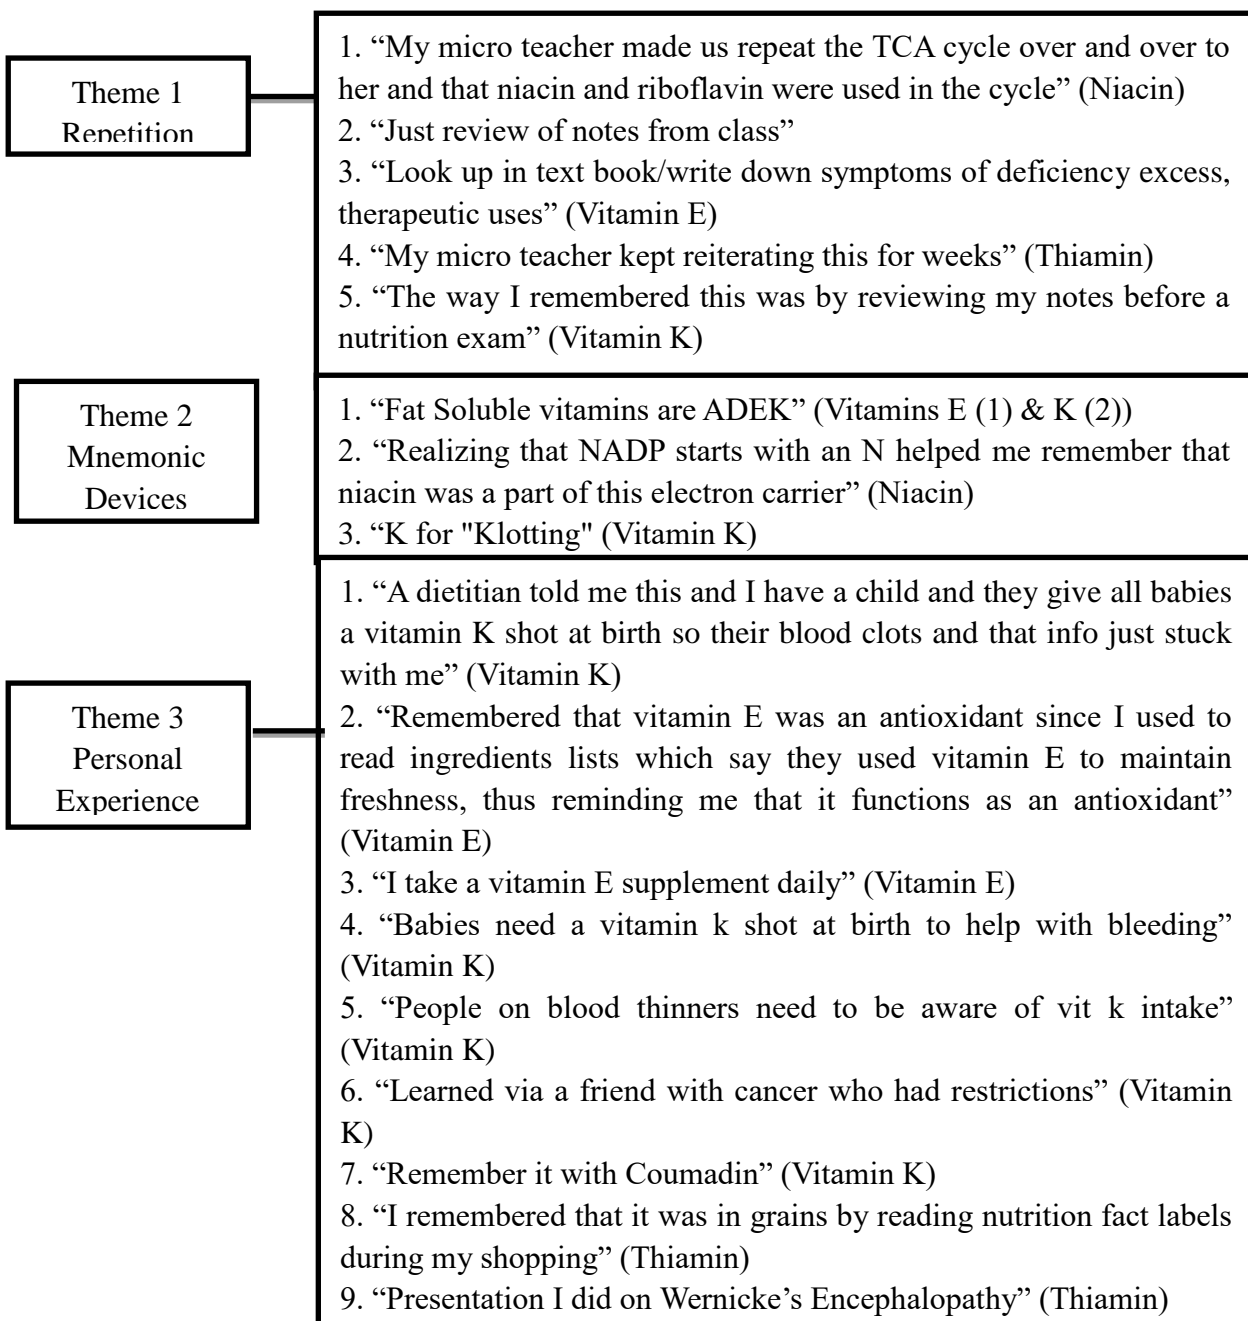 Theme 1
Repetition
1. “My micro teacher made us repeat the TCA cycle over and over to
her and that niacin and riboflavin were used in the cycle” (Niacin)
2. “Just review of notes from class”
3. “Look up in text book/write down symptoms of deficiency excess,
therapeutic uses” (Vitamin E)
4. “My micro teacher kept reiterating this for weeks” (Thiamin)
5. “The way I remembered this was by reviewing my notes before a
nutrition exam” (Vitamin K)
Theme 2
Mnemonic
Devices
1. “Fat Soluble vitamins are ADEK” (Vitamins E (1) & K (2))
2. “Realizing that NADP starts with an N helped me remember that
niacin was a part of this electron carrier” (Niacin)
3. “K for "Klotting" (Vitamin K)
Theme 3
Personal
Experience
1. “A dietitian told me this and I have a child and they give all babies
a vitamin K shot at birth so their blood clots and that info just stuck
with me” (Vitamin K)
2. “Remembered that vitamin E was an antioxidant since I used to
read ingredients lists which say they used vitamin E to maintain
freshness, thus reminding me that it functions as an antioxidant”
(Vitamin E)
3. “I take a vitamin E supplement daily” (Vitamin E)
4. “Babies need a vitamin k shot at birth to help with bleeding”
(Vitamin K)
5. “People on blood thinners need to be aware of vit k intake”
(Vitamin K)
6. “Learned via a friend with cancer who had restrictions” (Vitamin
K)
7. “Remember it with Coumadin” (Vitamin K)
8. “I remembered that it was in grains by reading nutrition fact labels
during my shopping” (Thiamin)
9. “Presentation I did on Wernicke’s Encephalopathy” (Thiamin)